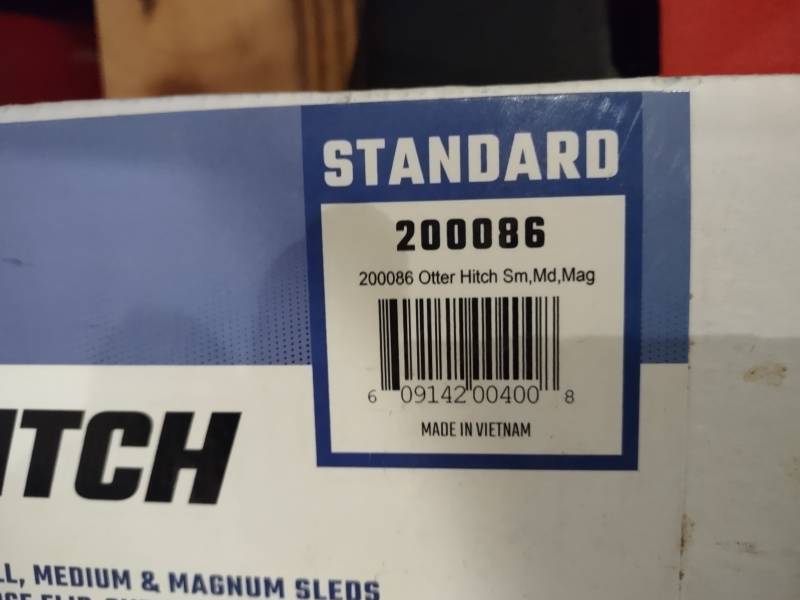 STANDARD
200086
200086 Otter Hitch Sm,Md,Mag
6 09142 00400 8
MADE IN VIETNAM
ITCH
LL, MEDIUM & MAGNUM SLEDS